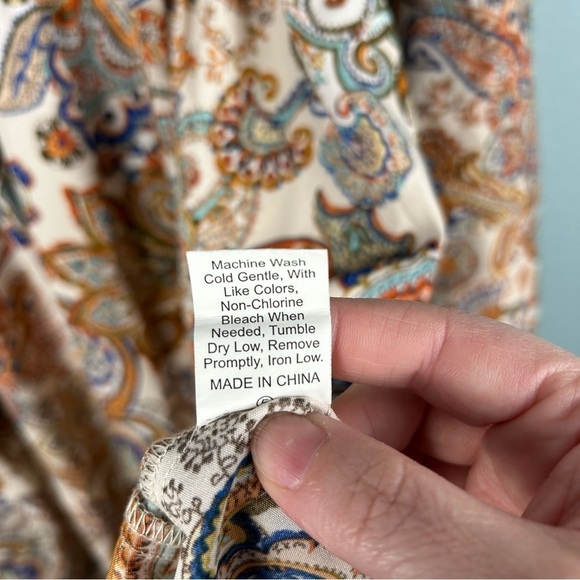 Machine Wash
Cold Gentle, With
Like Colors,
Non-Chlorine
Bleach When
Needed, Tumble
Dry Low, Remove
Promptly, Iron Low.
MADE IN CHINA